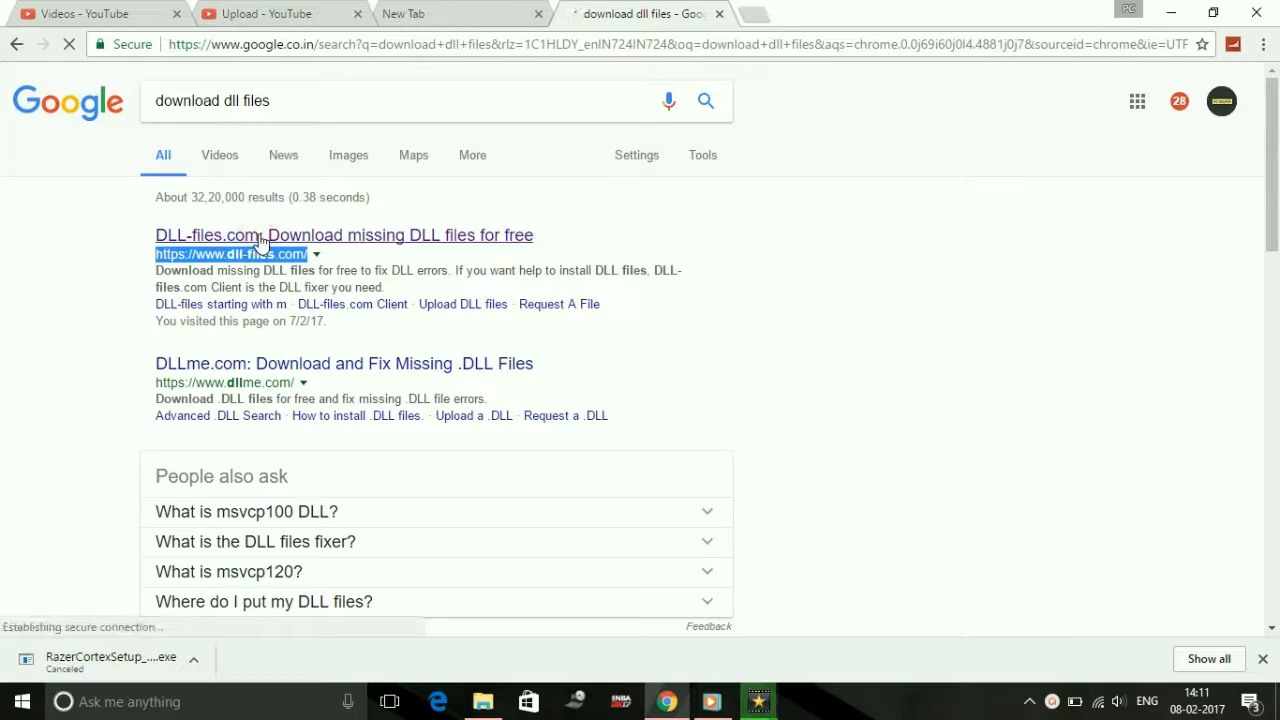 Videos - YouTube
Upload - YouTube
New Tab
download dll files - Goo
PC
Secure
https://www.google.co.in/search?q=download+dll+files&rlz=1C1HLDY_enIN724IN724&oq=download+dll+files&aqs=chrome.0.0j69i60j0l4.4881j0j7&sourceid=chrome&ie=UTF
Google
download dll files
28
All Videos News Images Maps More Settings Tools
About 32,20,000 results (0.38 seconds)
DLL-files.com: Download missing DLL files for free
https://www.dll-files.com/
Download missing DLL files for free to fix DLL errors. If you want help to install DLL files, DLL-
files.com Client is the DLL fixer you need.
DLL-files starting with m · DLL-files.com Client · Upload DLL files · Request A File
You visited this page on 7/2/17.
DLLme.com: Download and Fix Missing .DLL Files
https://www.dllme.com/
Download .DLL files for free and fix missing .DLL file errors.
Advanced .DLL Search · How to install .DLL files. · Upload a .DLL · Request a .DLL
People also ask
What is msvcp100 DLL?
What is the DLL files fixer?
What is msvcp120?
Where do I put my DLL files?
Feedback
Establishing secure connection...
RazerCortexSetup_....exe
Canceled
Show all
Ask me anything
ENG
14:11
08-02-2017
3